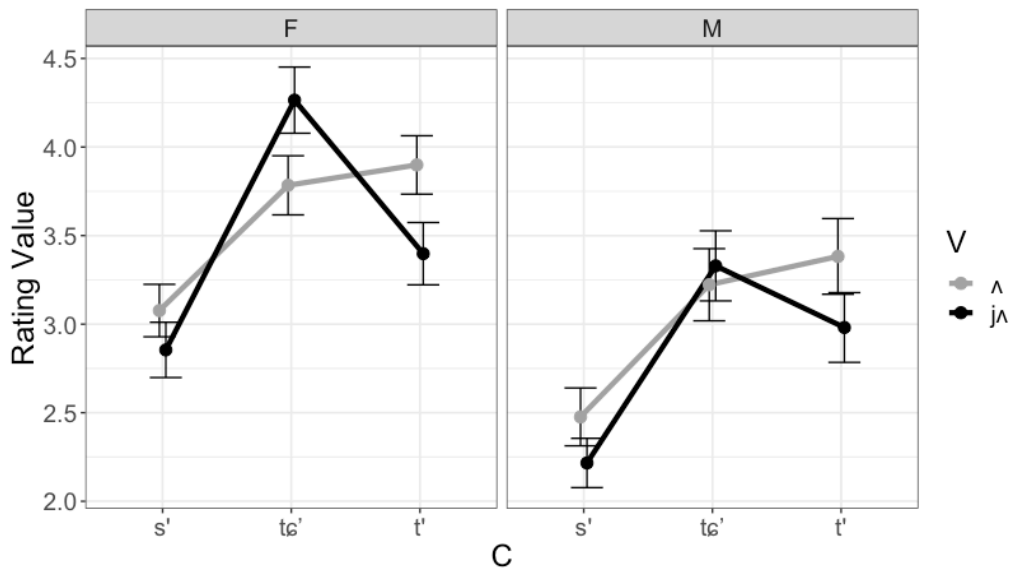 F M
4.5
4.0
3.5
3.0
2.5
2.0
Rating Value
s' tɕ’ t' s' tɕ’ t'
C
V
ʌ
jʌ